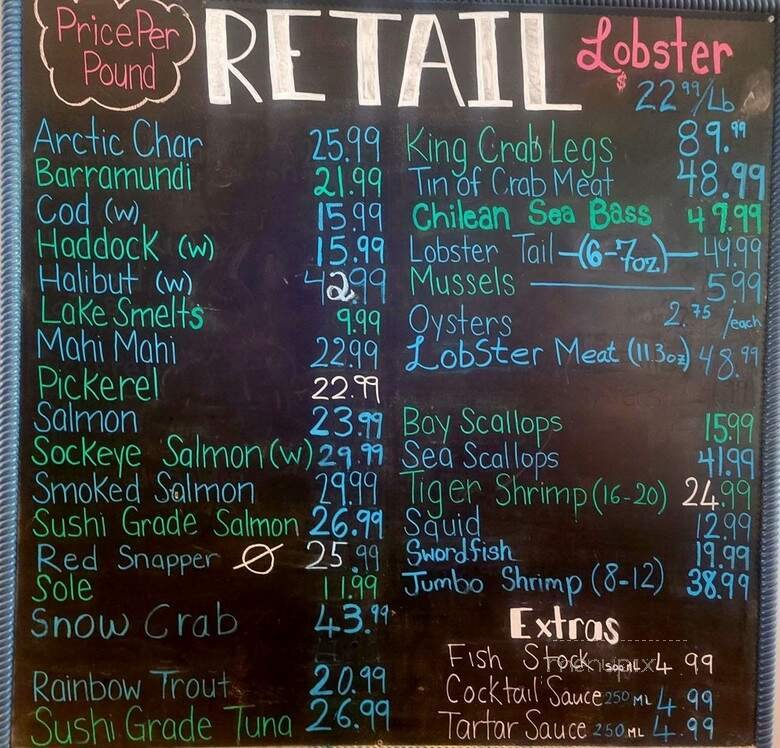 Price Per
Pound
RETAIL
Lobster
$ 22.99/Lb
Arctic Char 25.99
Barramundi 21.99
Cod (w) 15.99
Haddock (w) 15.99
Halibut (w) 42.99
Lake Smelts 9.99
Mahi Mahi 22.99
Pickerel 22.99
Salmon 23.99
Sockeye Salmon (w) 29.99
Smoked Salmon 29.99
Sushi Grade Salmon 26.99
Red Snapper Ø 25.99
Sole 11.99
Snow Crab 43.99
Rainbow Trout 20.99
Sushi Grade Tuna 26.99
King Crab Legs 89.99
Tin of Crab Meat 48.99
Chilean Sea Bass 49.99
Lobster Tail - (6-7oz) - 49.99
Mussels — 5.99
Oysters 2.75 /each
Lobster Meat (11.3oz) 48.99
Bay Scallops 15.99
Sea Scallops 41.99
Tiger Shrimp (16-20) 24.99
Squid 12.99
Swordfish 19.99
Jumbo Shrimp (8-12) 38.99
Extras
Fish Stock 500ML 4.99
Cocktail Sauce 250 ML 4.99
Tartar Sauce 250 ML 4.99
menupix